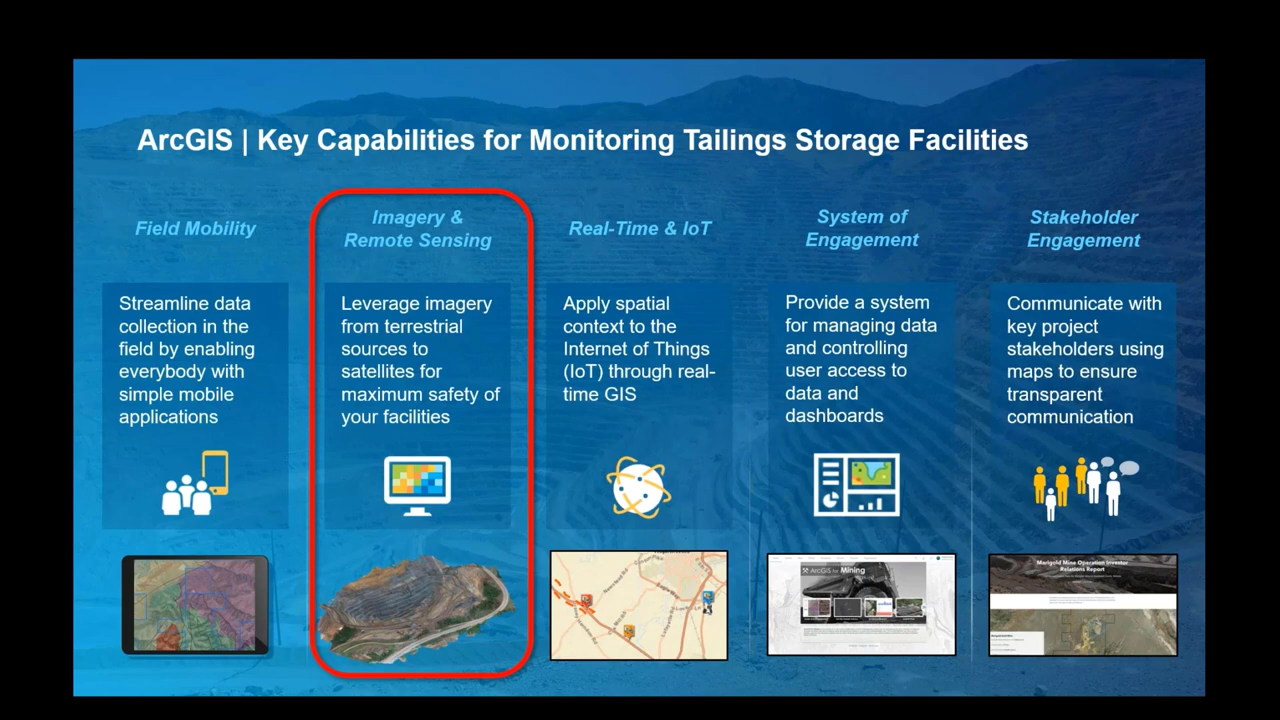 ArcGIS | Key Capabilities for Monitoring Tailings Storage Facilities
Field Mobility
Streamline data
collection in the
field by enabling
everybody with
simple mobile
applications
Imagery &
Remote Sensing
Leverage imagery
from terrestrial
sources to
satellites for
maximum safety of
your facilities
Real-Time & IoT
Apply spatial
context to the
Internet of Things
(IoT) through real-
time GIS
System of
Engagement
Provide a system
for managing data
and controlling
user access to
data and
dashboards
ArcGIS for Mining
Stakeholder
Engagement
Communicate with
key project
stakeholders using
maps to ensure
transparent
communication
Marigold Mine Operation Investor
Relations Report